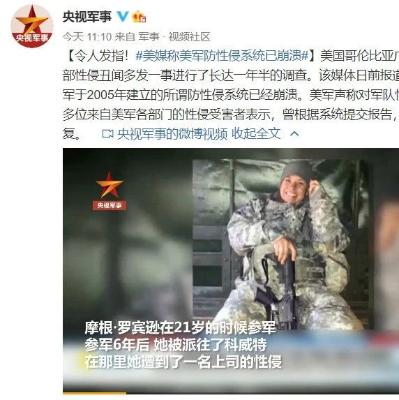 央视军事
今天 11:10 来自 军事・视频社区
【令人发指！#美媒称美军防性侵系统已崩溃#】美国哥伦比亚广
部性侵丑闻多发一事进行了长达一年半的调查。该媒体日前报道
军于2005年建立的所谓防性侵系统已经崩溃。美军声称对军队性
多位来自美军各部门的性侵受害者表示，曾根据系统提交报告，
复。 央视军事的微博视频 收起全文
央视军事
央视军事
摩根·罗宾逊在21岁的时候参军
参军6年后 她被派往了科威特
在那里她遭到了一名上司的性侵